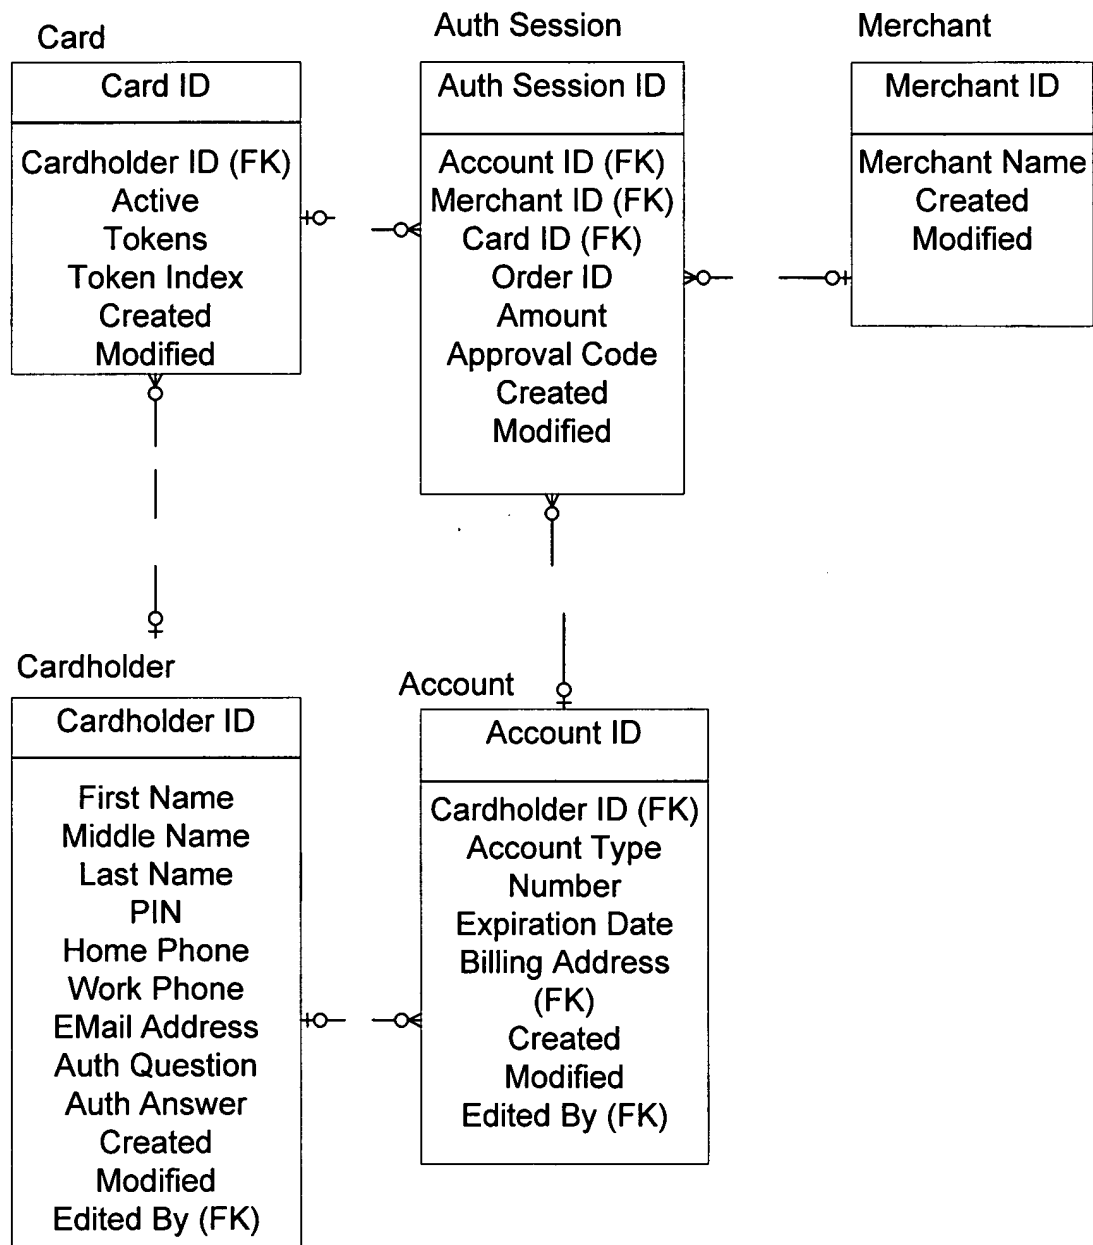 Card
Card ID
Cardholder ID (FK)
Active
Tokens
Token Index
Created
Modified
Auth Session
Auth Session ID
Account ID (FK)
Merchant ID (FK)
Card ID (FK)
Order ID
Amount
Approval Code
Created
Modified
Merchant
Merchant ID
Merchant Name
Created
Modified
Cardholder
Cardholder ID
First Name
Middle Name
Last Name
PIN
Home Phone
Work Phone
EMail Address
Auth Question
Auth Answer
Created
Modified
Edited By (FK)
Account
Account ID
Cardholder ID (FK)
Account Type
Number
Expiration Date
Billing Address
(FK)
Created
Modified
Edited By (FK)